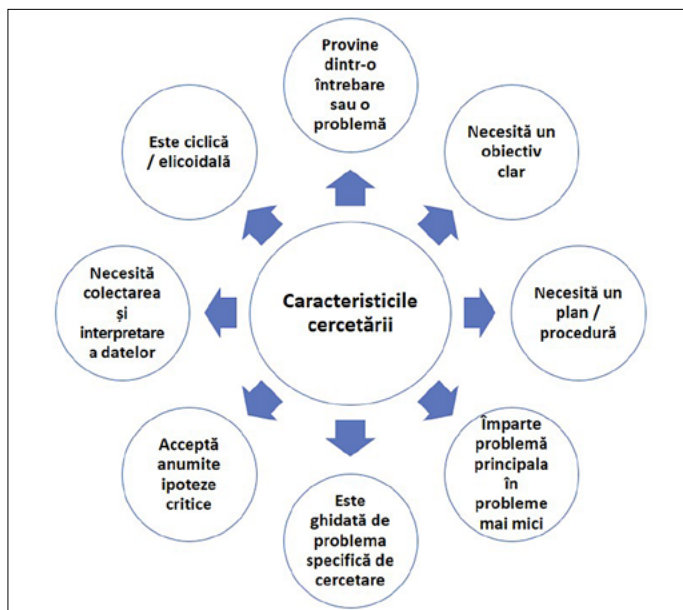 Provine
dintr-o
întrebare
sau o
problemă
Necesită un
obiectiv
clar
Necesită un
plan /
procedură
Împarte
problemă
principala
în
probleme
mai mici
Este
ghidată de
problema
specifică de
cercetare
Acceptă
anumite
ipoteze
critice
Necesită
colectarea
și
interpretare
a datelor
Este ciclică
/ elicoidală
Caracteristicile
cercetării